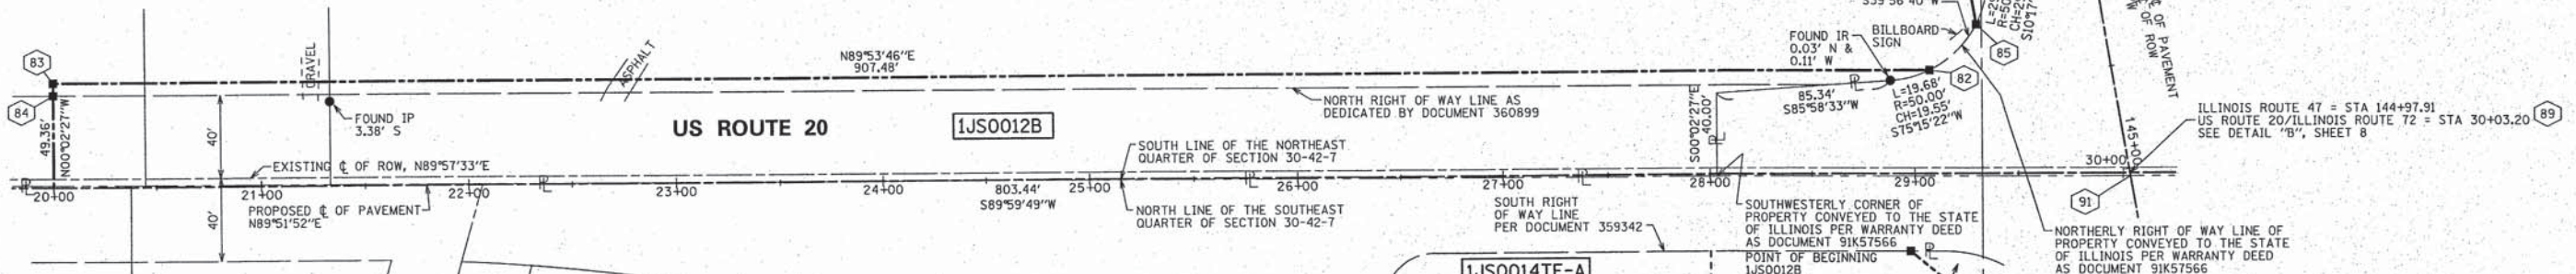 83
84
49.36'
N00°02'27"W
GRAVEL
FOUND IP
3.38' S
ASPHALT
N89°53'46"E
907.48'
US ROUTE 20
1JS0012B
NORTH RIGHT OF WAY LINE AS
DEDICATED BY DOCUMENT 360899
40'
40'
EXISTING ℄ OF ROW, N89°57'33"E
SOUTH LINE OF THE NORTHEAST
QUARTER OF SECTION 30-42-7
20+00
21+00
22+00
23+00
24+00
25+00
26+00
27+00
28+00
29+00
30+00
803.44'
S89°59'49"W
PROPOSED ℄ OF PAVEMENT
N89°51'52"E
NORTH LINE OF THE SOUTHEAST
QUARTER OF SECTION 30-42-7
SOUTH RIGHT
OF WAY LINE
PER DOCUMENT 359342
FOUND IR
0.03' N &
0.11' W
BILLBOARD
SIGN
85
82
85.34'
S85°58'33"W
L=19.68'
R=50.00'
CH=19.55'
S75°15'22"W
S00°02'27"E
40.00'
SOUTHWESTERLY CORNER OF
PROPERTY CONVEYED TO THE STATE
OF ILLINOIS PER WARRANTY DEED
AS DOCUMENT 91K57566
POINT OF BEGINNING
1JS0012B
1JS0014TE-A
OF PAVEMENT
OF ROW
145+00
ILLINOIS ROUTE 47 = STA 144+97.91
US ROUTE 20/ILLINOIS ROUTE 72 = STA 30+03.20
SEE DETAIL "B", SHEET 8
89
91
NORTHERLY RIGHT OF WAY LINE OF
PROPERTY CONVEYED TO THE STATE
OF ILLINOIS PER WARRANTY DEED
AS DOCUMENT 91K57566